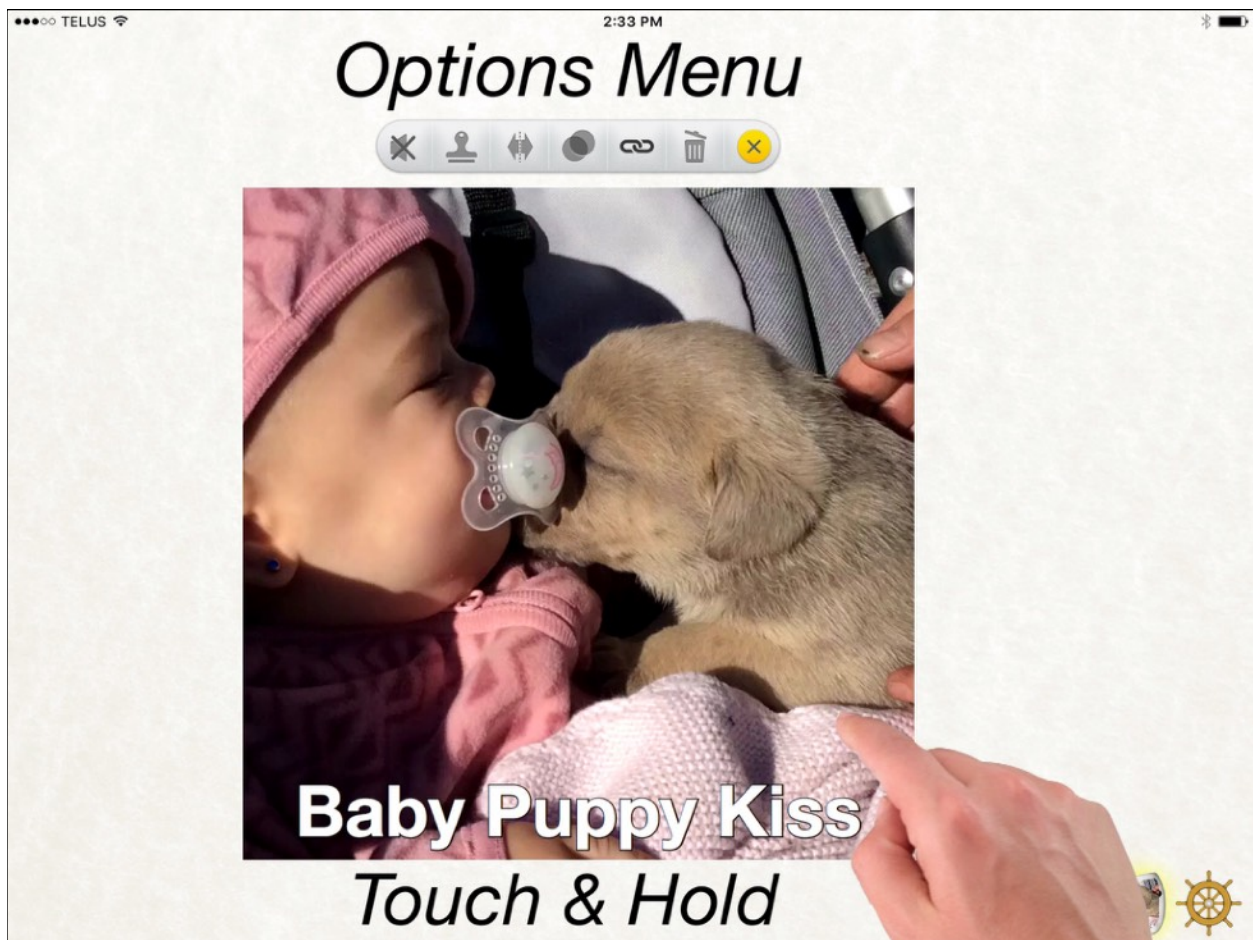 ●●●○○ TELUS 2:33 PM
Options Menu
Baby Puppy Kiss
Touch & Hold